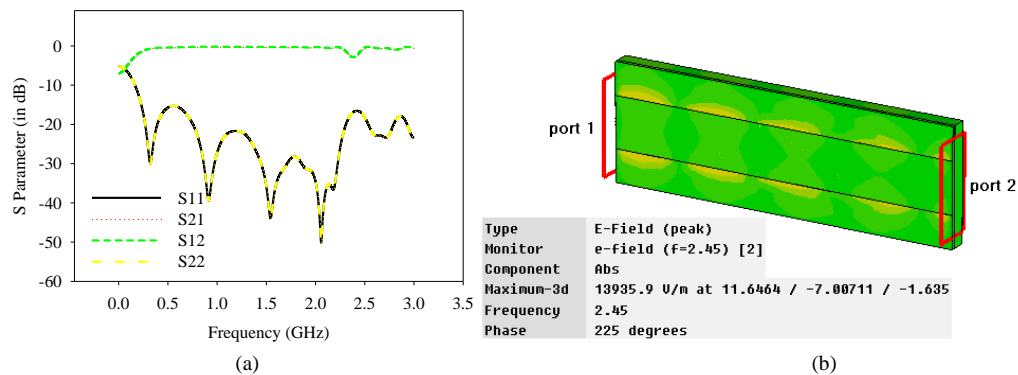 0
-10
-20
-30
-40
-50
-60
S Parameter (in dB)
S11
S21
S12
S22
0.0 0.5 1.0 1.5 2.0 2.5 3.0 3.5
Frequency (GHz)
(a)
port 1
port 2
Type E-Field (peak)
Monitor e-field (f=2.45) [2]
Component Abs
Maximum-3d 13935.9 V/m at 11.6464 / -7.00711 / -1.635
Frequency 2.45
Phase 225 degrees
(b)